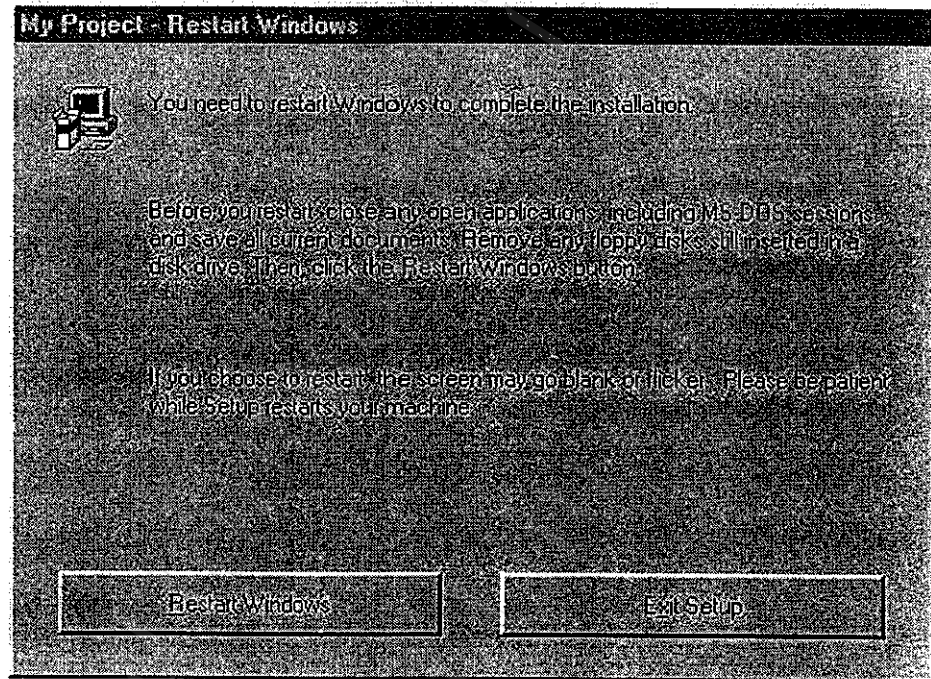 My Project - Restart Windows
You need to restart Windows to complete the installation.
Before you restart, close any open applications, including MS-DOS sessions
and save all current documents. Remove any floppy disks still inserted in a
disk drive. Then, click the Restart Windows button.
If you choose to restart, the screen may go blank or flicker. Please be patient
while Setup restarts your machine.
Restart Windows
Exit Setup